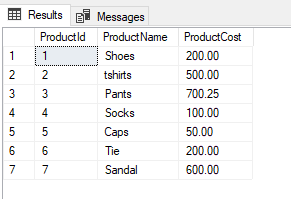 Results Messages
ProductId ProductName ProductCost
1 1 Shoes 200.00
2 2 tshirts 500.00
3 3 Pants 700.25
4 4 Socks 100.00
5 5 Caps 50.00
6 6 Tie 200.00
7 7 Sandal 600.00